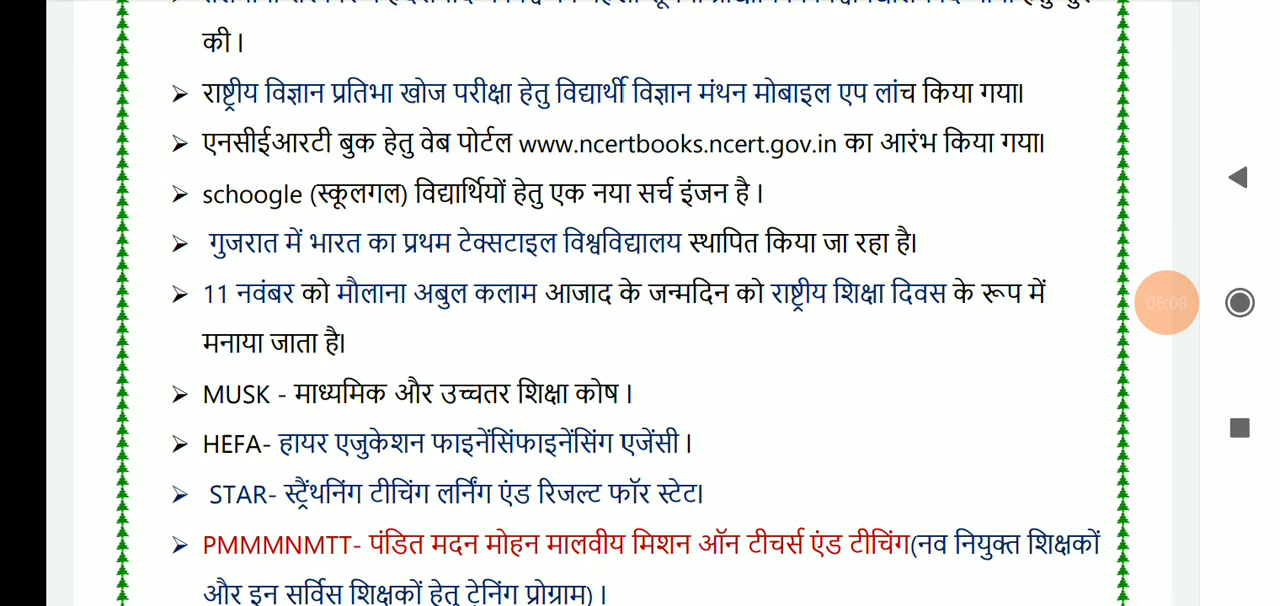 की ।
➢ राष्ट्रीय विज्ञान प्रतिभा खोज परीक्षा हेतु विद्यार्थी विज्ञान मंथन मोबाइल एप लांच किया गया।
➢ एनसीईआरटी बुक हेतु वेब पोर्टल www.ncertbooks.ncert.gov.in का आरंभ किया गया।
➢ schoogle (स्कूलगल) विद्यार्थियों हेतु एक नया सर्च इंजन है ।
➢ गुजरात में भारत का प्रथम टेक्सटाइल विश्वविद्यालय स्थापित किया जा रहा है।
➢ 11 नवंबर को मौलाना अबुल कलाम आजाद के जन्मदिन को राष्ट्रीय शिक्षा दिवस के रूप में
मनाया जाता है।
➢ MUSK - माध्यमिक और उच्चतर शिक्षा कोष ।
➢ HEFA- हायर एजुकेशन फाइनेंसिंफाइनेंसिंग एजेंसी ।
➢ STAR- स्ट्रैंथनिंग टीचिंग लर्निंग एंड रिजल्ट फॉर स्टेट।
➢ PMMMNMTT- पंडित मदन मोहन मालवीय मिशन ऑन टीचर्स एंड टीचिंग(नव नियुक्त शिक्षकों
और इन सर्विस शिक्षकों हेतु ट्रेनिंग प्रोग्राम) ।
06:08